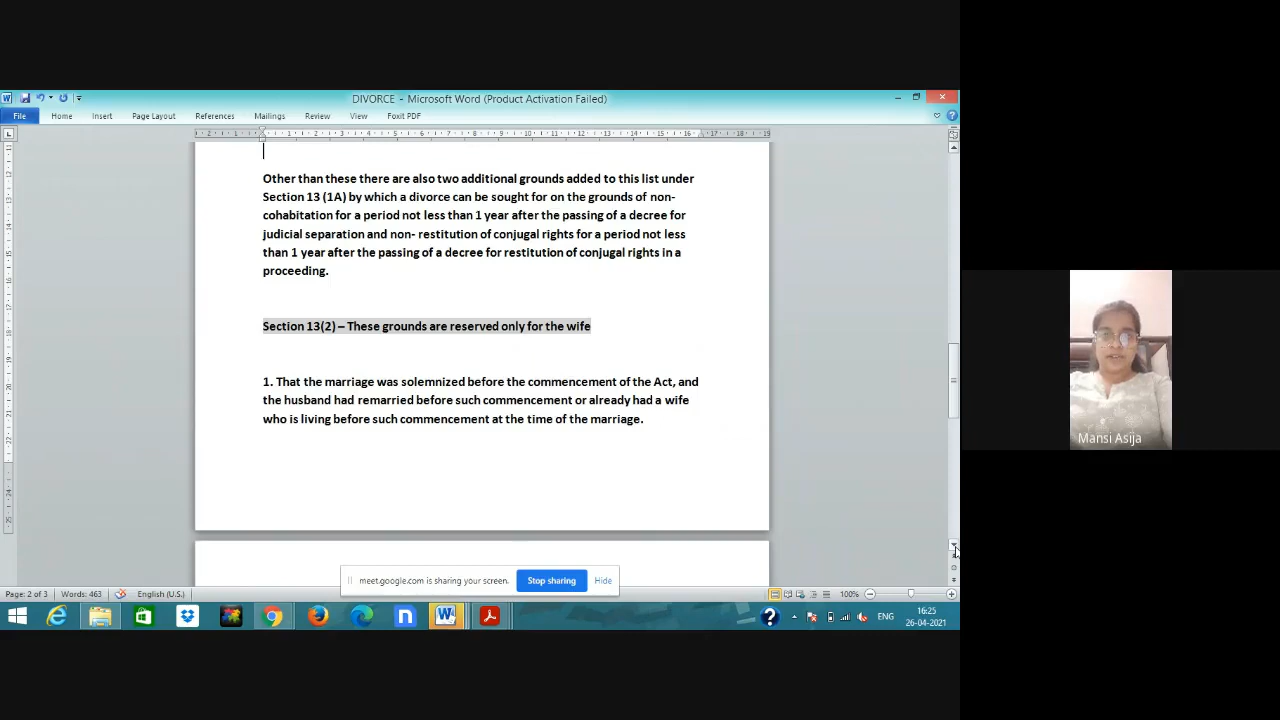 DIVORCE - Microsoft Word (Product Activation Failed)
File Home Insert Page Layout References Mailings Review View Foxit PDF
Other than these there are also two additional grounds added to this list under
Section 13 (1A) by which a divorce can be sought for on the grounds of non-
cohabitation for a period not less than 1 year after the passing of a decree for
judicial separation and non- restitution of conjugal rights for a period not less
than 1 year after the passing of a decree for restitution of conjugal rights in a
proceeding.
Section 13(2) – These grounds are reserved only for the wife
1. That the marriage was solemnized before the commencement of the Act, and
the husband had remarried before such commencement or already had a wife
who is living before such commencement at the time of the marriage.
Mansi Asija
meet.google.com is sharing your screen. Stop sharing Hide
Page: 2 of 3 Words: 463 English (U.S.) 100%
ENG 16:25
26-04-2021